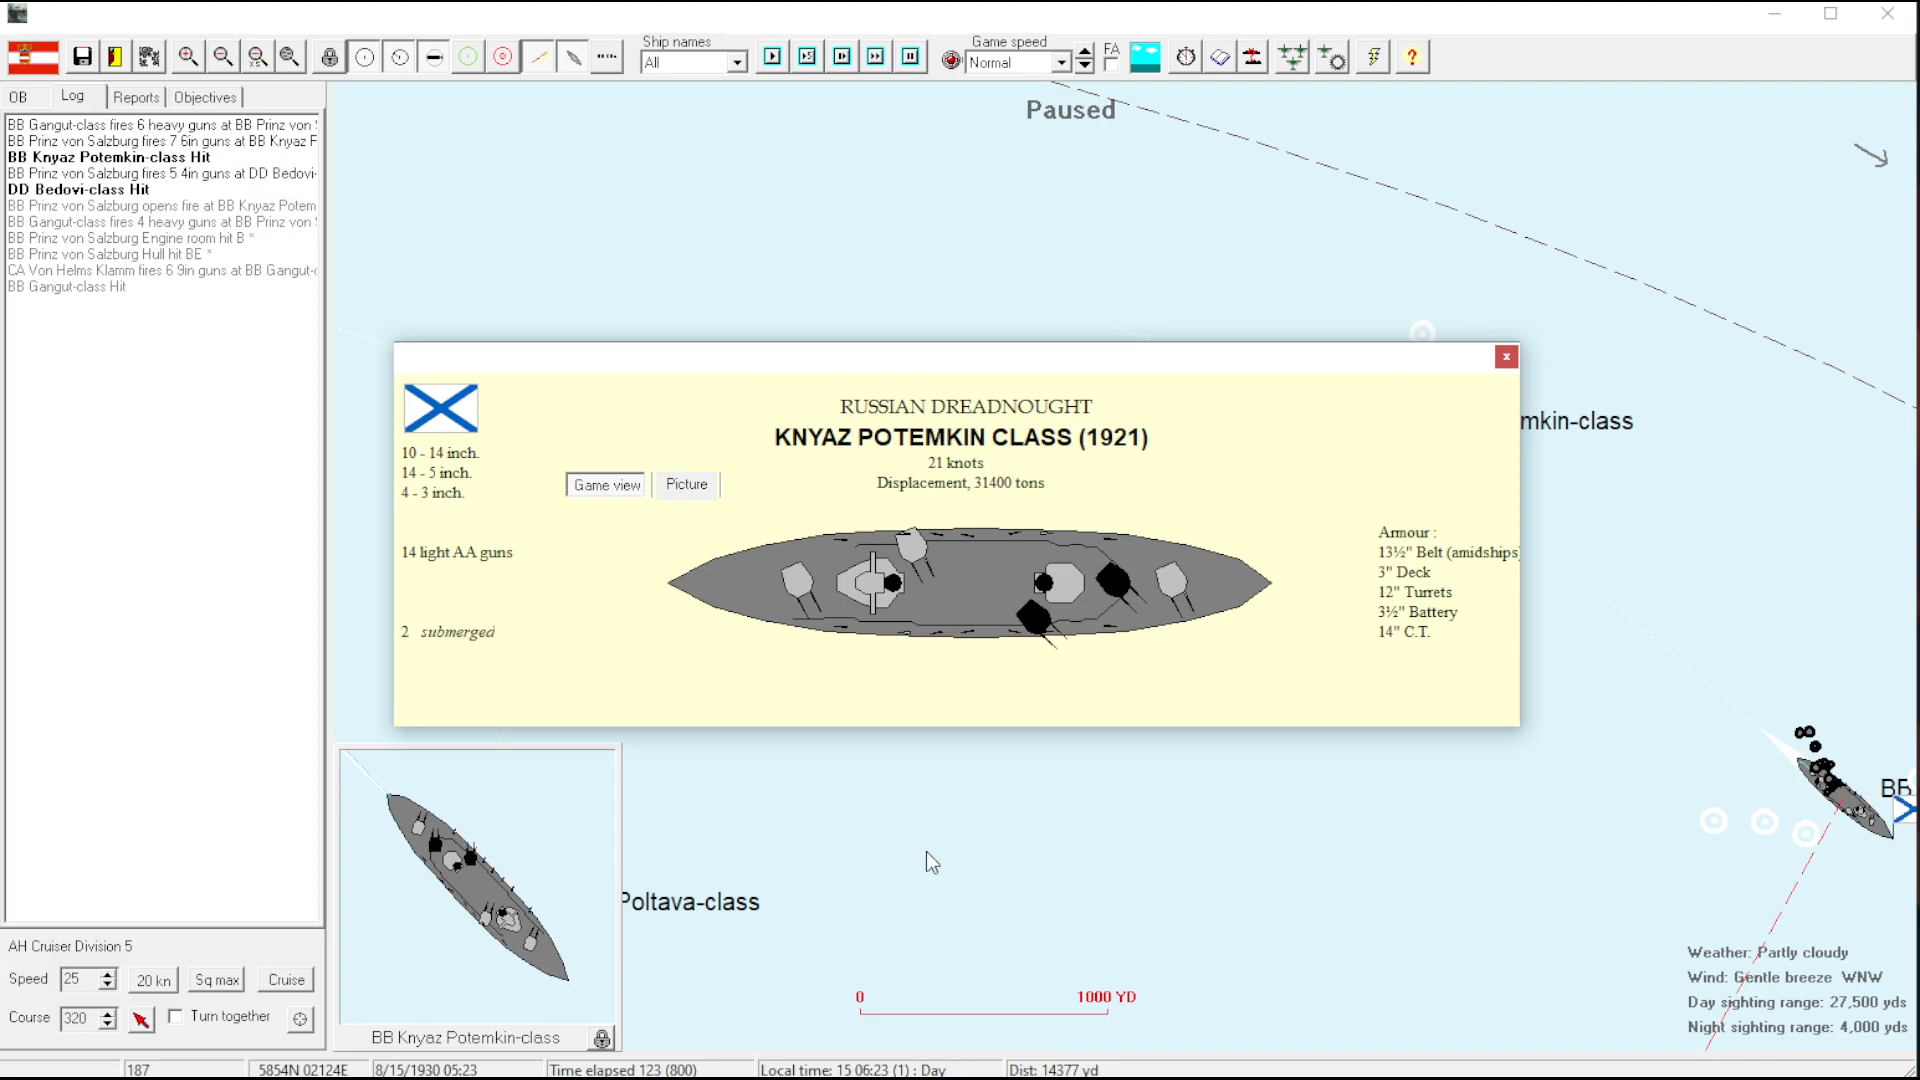 Ship names
All
Game speed
Normal
FA
OB
Log
Reports
Objectives
Paused
BB Gangut-class fires 6 heavy guns at BB Prinz von
BB Prinz von Salzburg fires 7 6in guns at BB Knyaz P
BB Knyaz Potemkin-class Hit
BB Prinz von Salzburg fires 5 4in guns at DD Bedovi-
DD Bedovi-class Hit
BB Prinz von Salzburg opens fire at BB Knyaz Potem
BB Gangut-class fires 4 heavy guns at BB Prinz von
BB Prinz von Salzburg Engine room hit B *
BB Prinz von Salzburg Hull hit BE *
CA Von Helms Klamm fires 6 9in guns at BB Gangut-
BB Gangut-class Hit
RUSSIAN DREADNOUGHT
KNYAZ POTEMKIN CLASS (1921)
21 knots
Displacement, 31400 tons
10 - 14 inch.
14 - 5 inch.
4 - 3 inch.
Game view
Picture
14 light AA guns
2 submerged
Armour :
13½" Belt (amidships)
3" Deck
12" Turrets
3½" Battery
14" C.T.
mkin-class
BB
Poltava-class
BB Knyaz Potemkin-class
0
1000 YD
Weather: Partly cloudy
Wind: Gentle breeze WNW
Day sighting range: 27,500 yds
Night sighting range: 4,000 yds
AH Cruiser Division 5
Speed
25
20 kn
Sq max
Cruise
Course
320
Turn together
187
5854N 02124E
8/15/1930 05:23
Time elapsed 123 (800)
Local time: 15 06:23 (1) : Day
Dist: 14377 yd